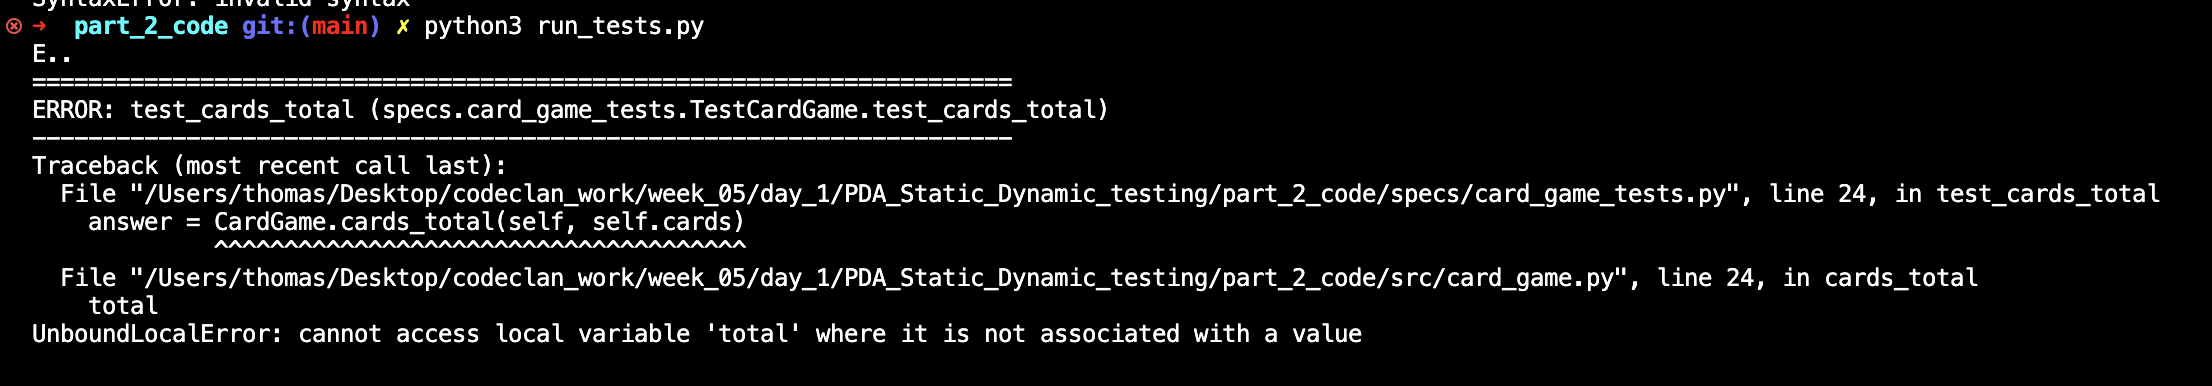 SyntaxError: invalid syntax
➜ part_2_code git:(main) ✗ python3 run_tests.py
E..
======================================================================
ERROR: test_cards_total (specs.card_game_tests.TestCardGame.test_cards_total)
----------------------------------------------------------------------
Traceback (most recent call last):
  File "/Users/thomas/Desktop/codeclan_work/week_05/day_1/PDA_Static_Dynamic_testing/part_2_code/specs/card_game_tests.py", line 24, in test_cards_total
    answer = CardGame.cards_total(self, self.cards)
             ^^^^^^^^^^^^^^^^^^^^^^^^^^^^^^^^^^^^^^
  File "/Users/thomas/Desktop/codeclan_work/week_05/day_1/PDA_Static_Dynamic_testing/part_2_code/src/card_game.py", line 24, in cards_total
    total
UnboundLocalError: cannot access local variable 'total' where it is not associated with a value